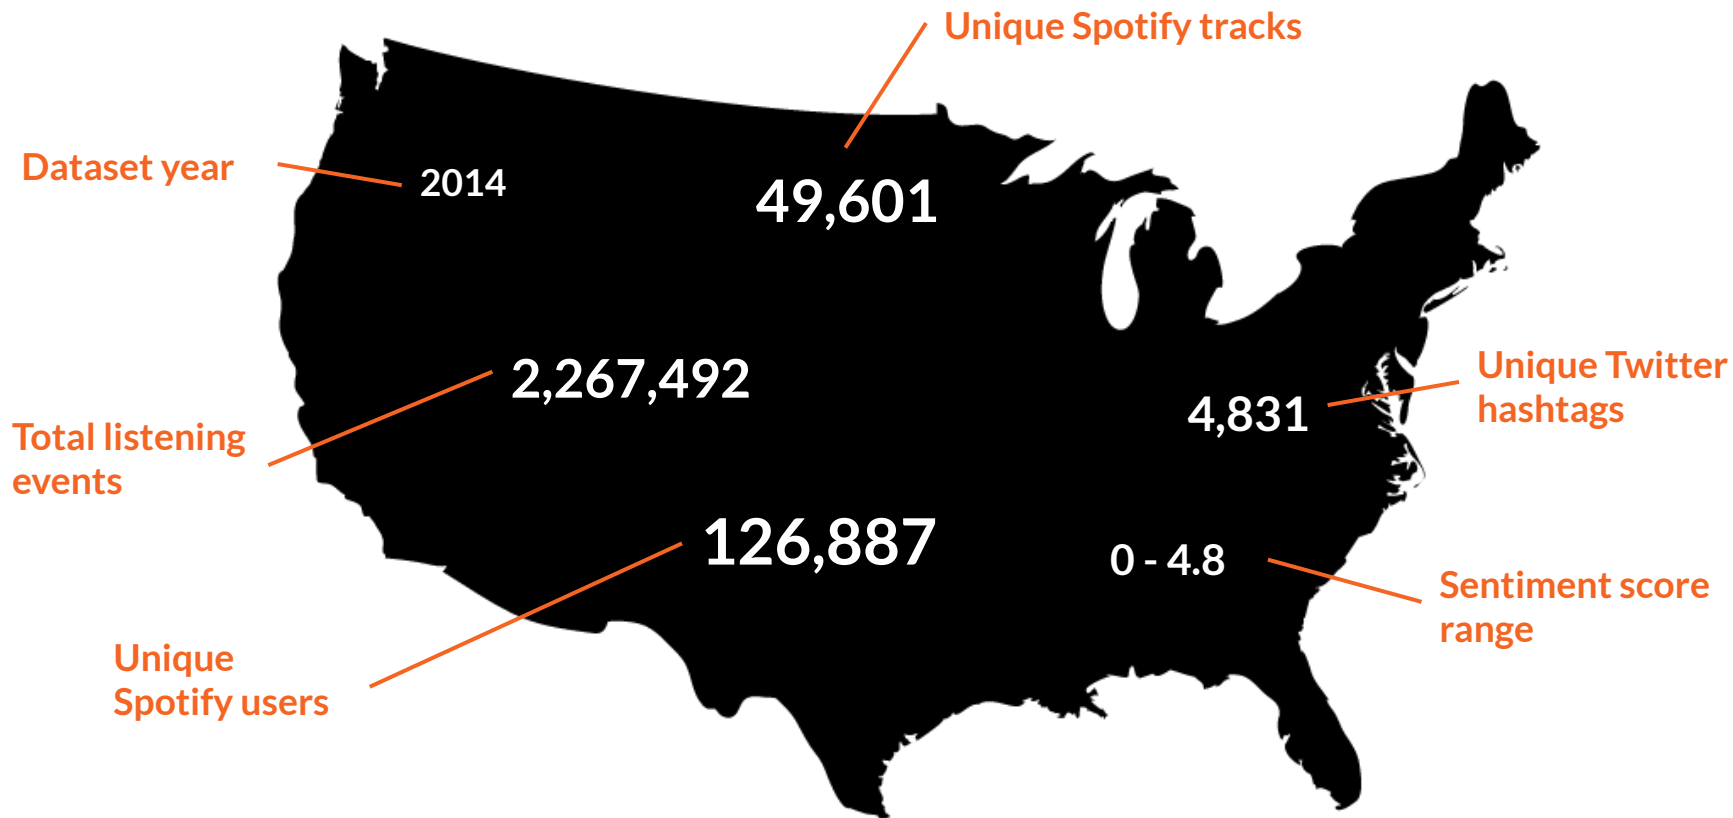 Unique Spotify tracks
Dataset year
2014
49,601
Total listening
events
2,267,492
Unique Twitter
hashtags
4,831
Unique
Spotify users
126,887
0 - 4.8
Sentiment score
range